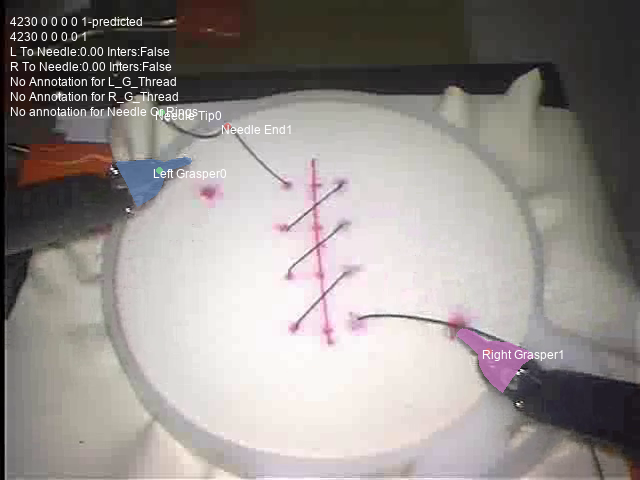 4230 0 0 0 0 1-predicted
4230 0 0 0 0 1
L To Needle:0.00 Inters:False
R To Needle:0.00 Inters:False
No Annotation for L_G_Thread
No Annotation for R_G_Thread
No annotation for Needle Or Rings
Needle Tip0
Needle End1
Left Grasper0
Right Grasper1